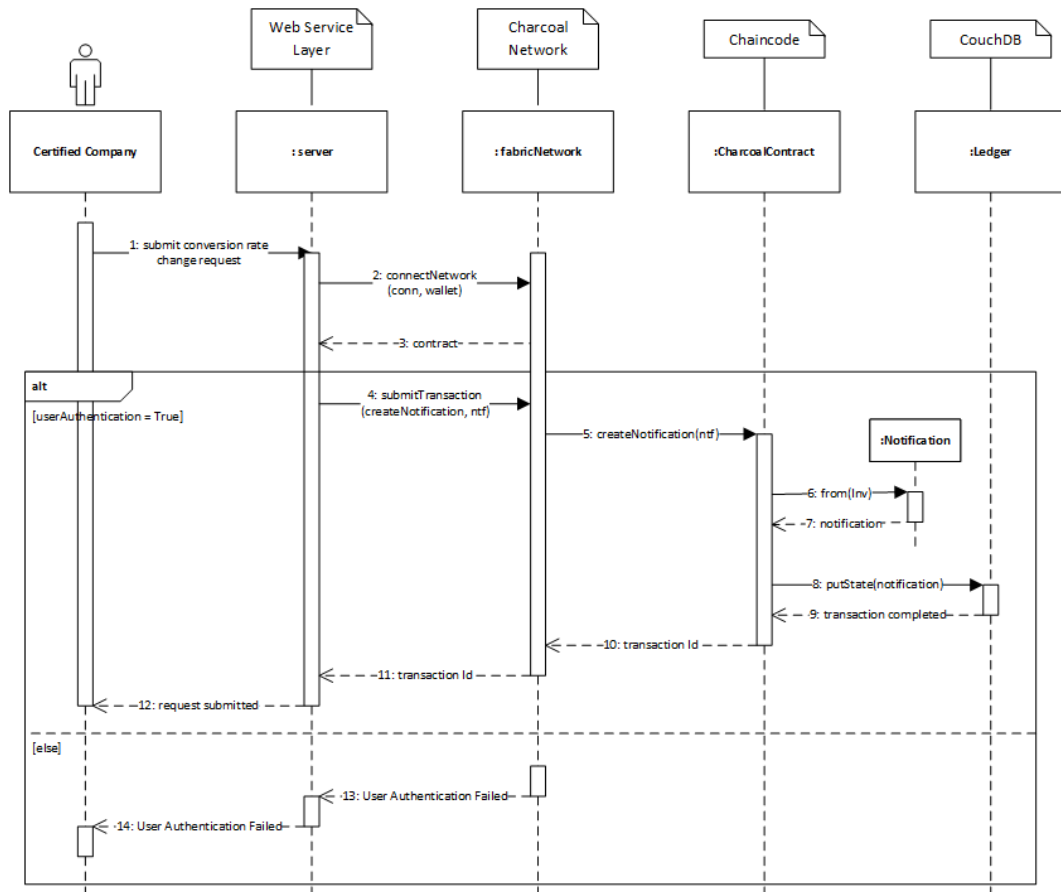 Web Service
Layer
Charcoal
Network
Chaincode
CouchDB
Certified Company
: server
:fabricNetwork
:CharcoalContract
:Ledger
1: submit conversion rate
change request
2: connectNetwork
(conn, wallet)
3: contract
alt
[userAuthentication = True]
4: submitTransaction
(createNotification, ntf)
5: createNotification(ntf)
:Notification
6: from(Inv)
7: notification
8: putState(notification)
9: transaction completed
10: transaction Id
11: transaction Id
12: request submitted
[else]
13: User Authentication Failed
14: User Authentication Failed